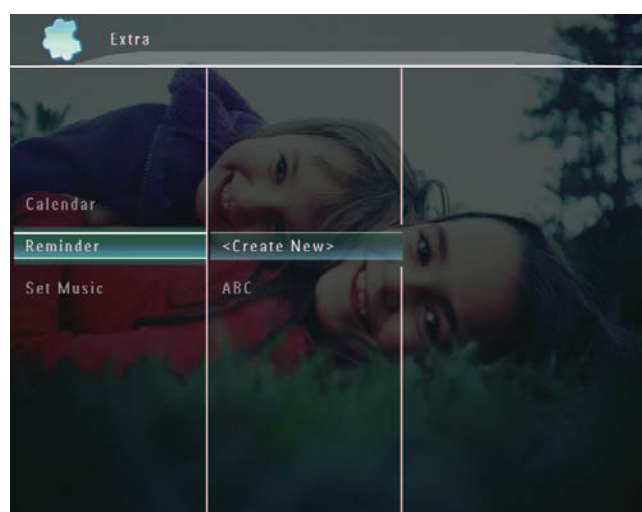 Extra
Calendar
Reminder
<Create New>
Set Music
ABC